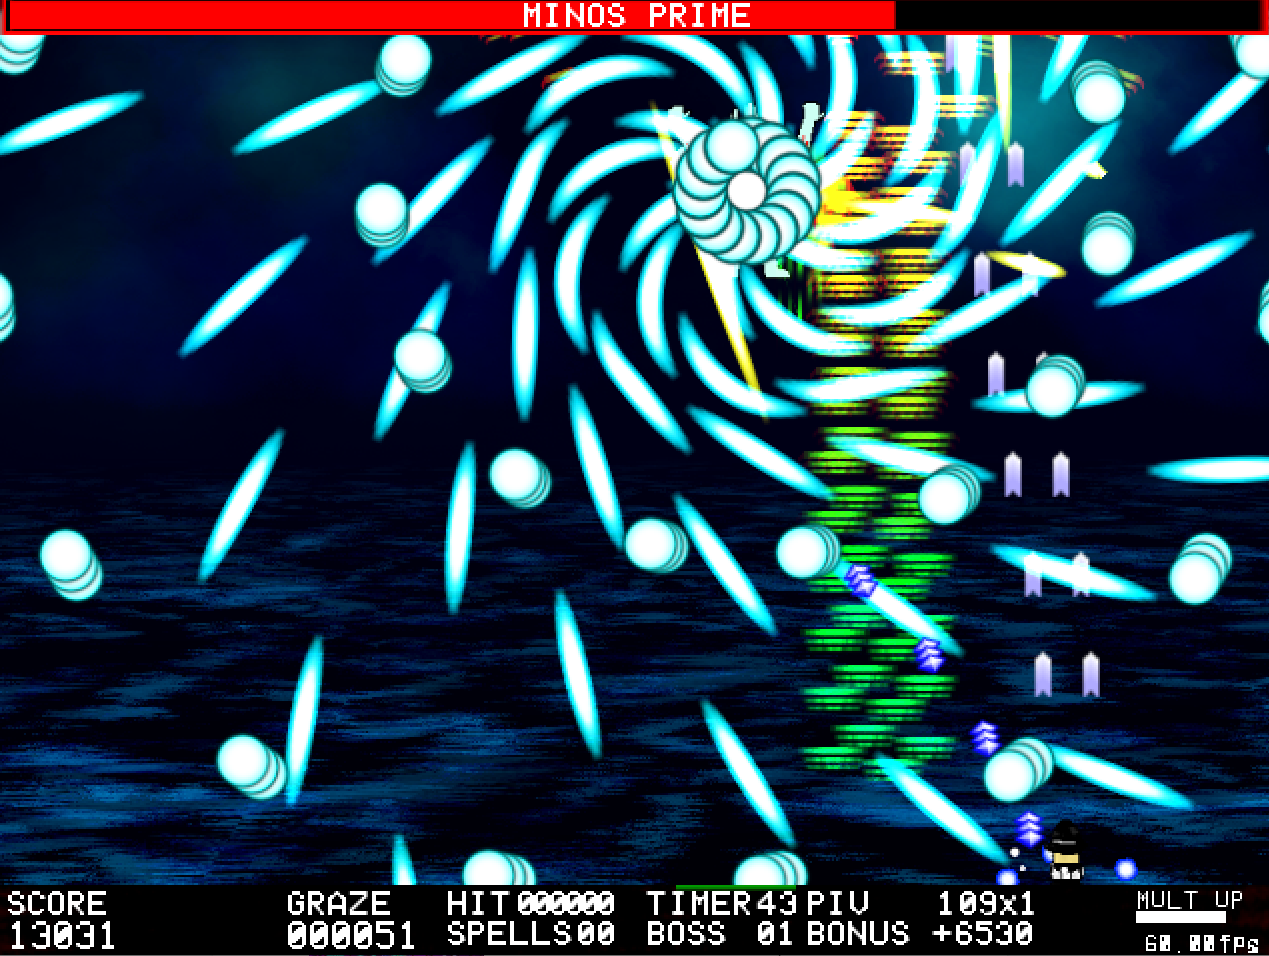 MINOS PRIME
SCORE GRAZE HIT 000000 TIMER 43 PIV 109x1 MULT UP
13031 000051 SPELLS 00 BOSS 01 BONUS +6530 60.00fps